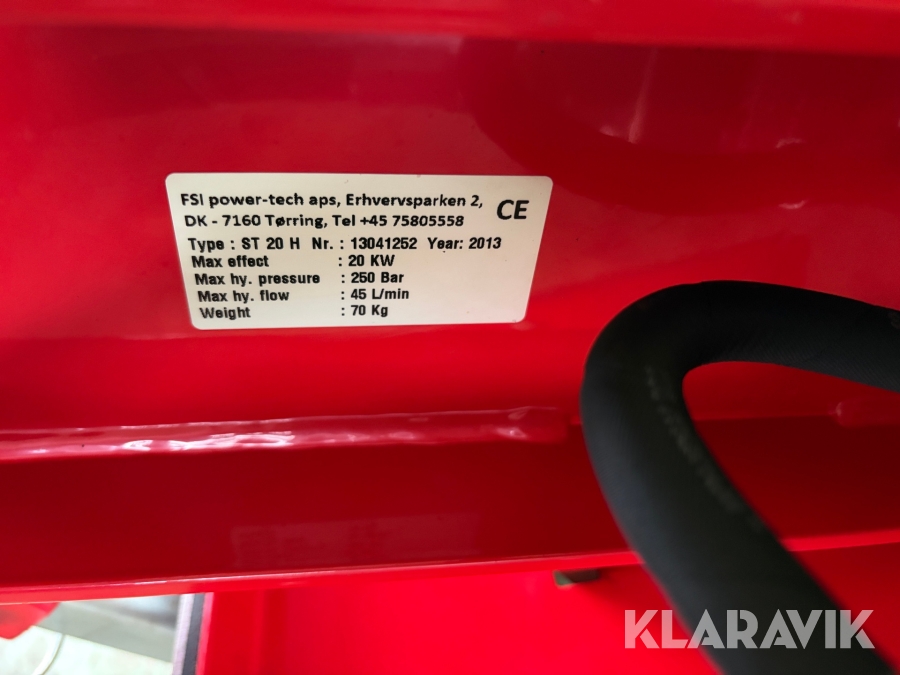 FSI power-tech aps, Erhvervsparken 2,
DK - 7160 Tørring, Tel +45 75805558
CE
Type : ST 20 H Nr. : 13041252 Year: 2013
Max effect : 20 KW
Max hy. pressure : 250 Bar
Max hy. flow : 45 L/min
Weight : 70 Kg
KLARAVIK